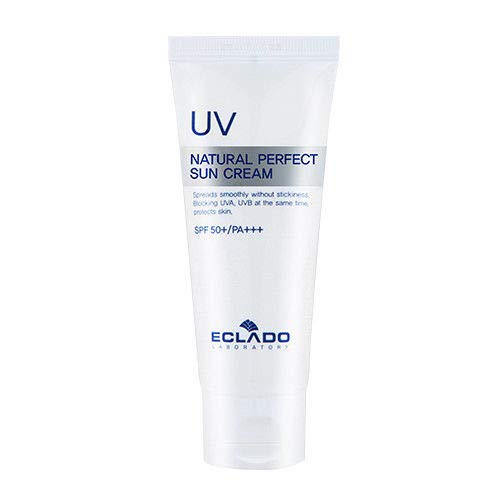 UV
NATURAL PERFECT
SUN CREAM
Spreads smoothly without stickiness,
Blocking UVA, UVB at the same time,
protects skin.
SPF 50+/PA+++
ECLADO
LABORATORY